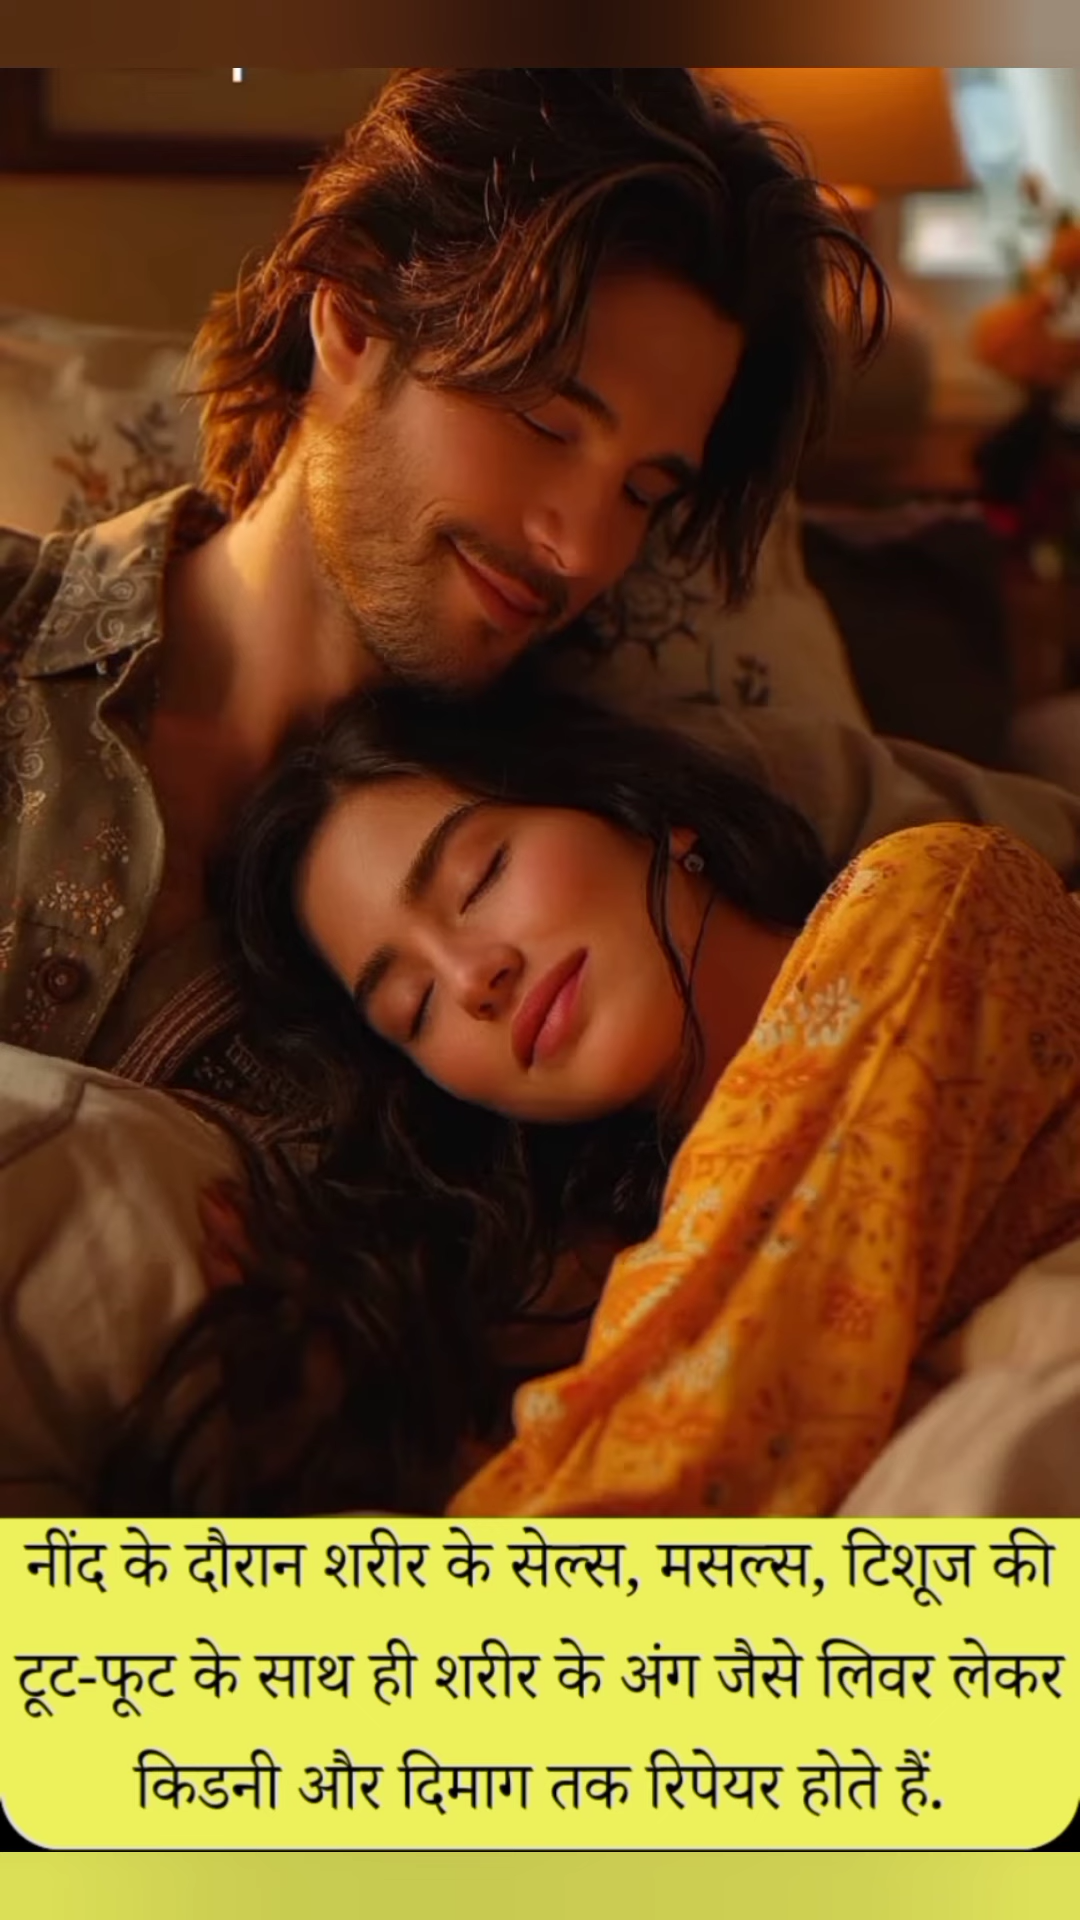 नींद के दौरान शरीर के सेल्स, मसल्स, टिशूज की
टूट-फूट के साथ ही शरीर के अंग जैसे लिवर लेकर
किडनी और दिमाग तक रिपेयर होते हैं.